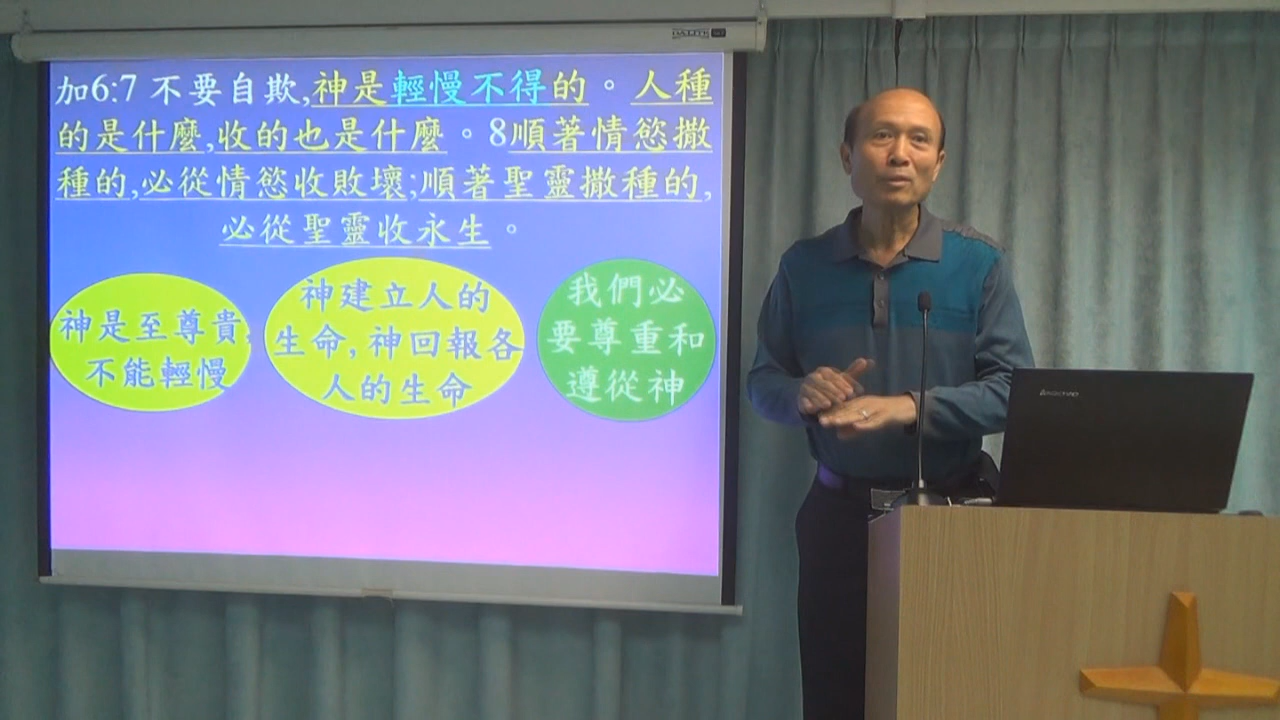 加6:7 不要自欺,神是輕慢不得的。人種
的是什麼,收的也是什麼。8順著情慾撒
種的,必從情慾收敗壞;順著聖靈撒種的,
必從聖靈收永生。
神是至尊貴,
不能輕慢
神建立人的
生命,神回報各
人的生命
我們必
要尊重和
遵從神
lenovo